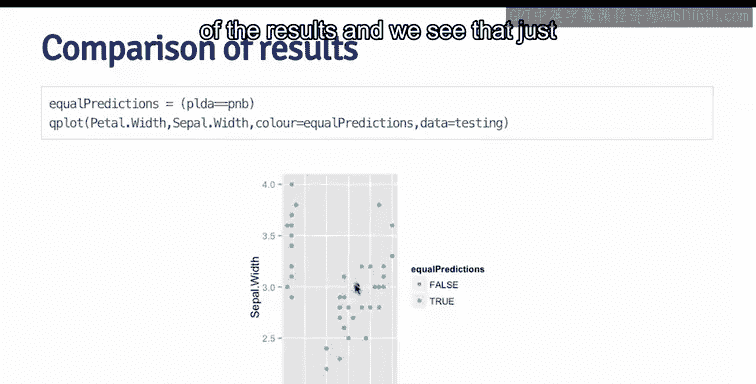 of the results and we see that just
Comparison of results
equalPredictions = (plda==pnb)
qplot(Petal.Width,Sepal.Width,colour=equalPredictions,data=testing)
4.0
3.5
3.0
2.5
Sepal.Width
equalPredictions
FALSE
TRUE